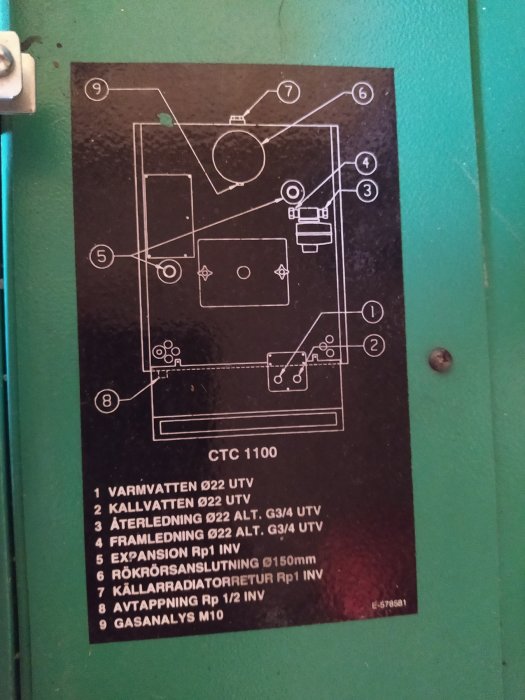 9
7
6
4
3
5
1
2
8
CTC 1100
1 VARMVATTEN Ø22 UTV
2 KALLVATTEN Ø22 UTV
3 ÅTERLEDNING Ø22 ALT. G3/4 UTV
4 FRAMLEDNING Ø22 ALT. G3/4 UTV
5 EXPANSION Rp1 INV
6 RÖKRÖRSANSLUTNING Ø150mm
7 KÄLLARRADIATORRETUR Rp1 INV
8 AVTAPPNING Rp 1/2 INV
9 GASANALYS M10
E-578581